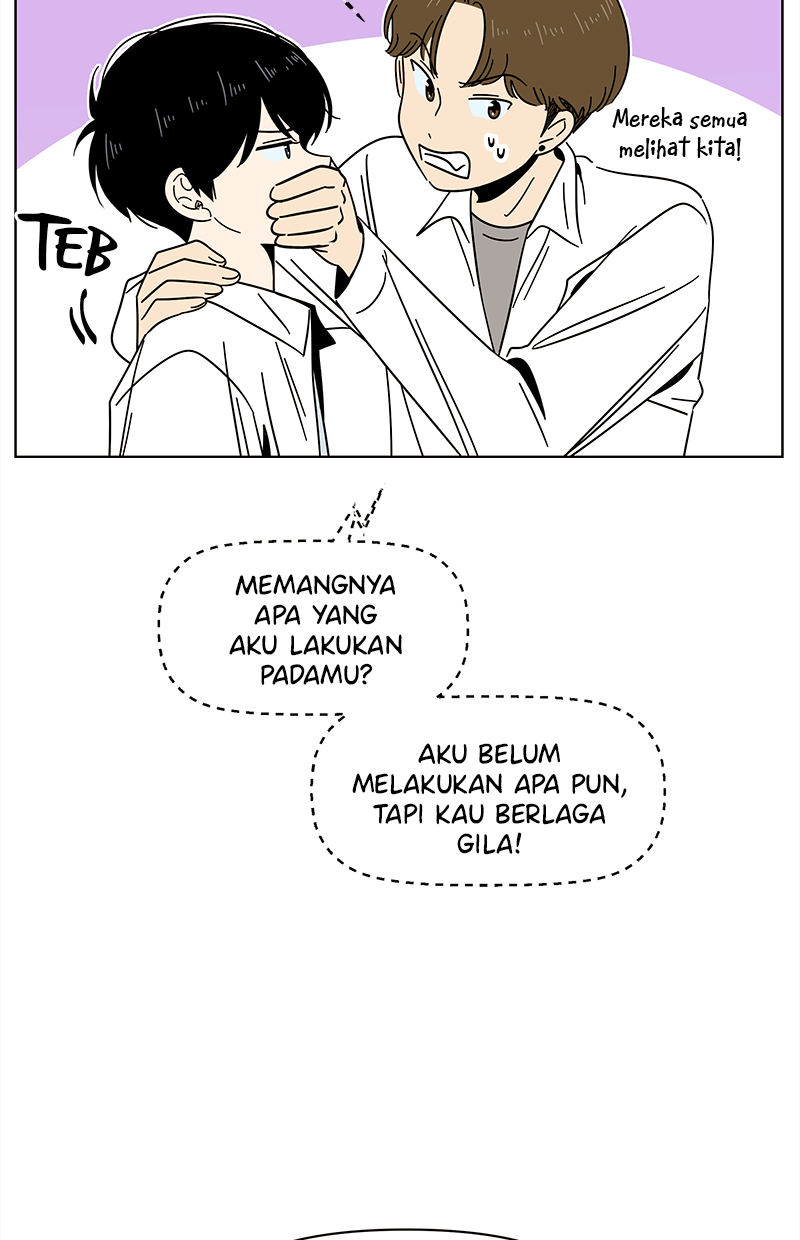 Mereka semua
melihat kita!
TEB
MEMANGNYA
APA YANG
AKU LAKUKAN
PADAMU?
AKU BELUM
MELAKUKAN APA PUN,
TAPI KAU BERLAGA
GILA!